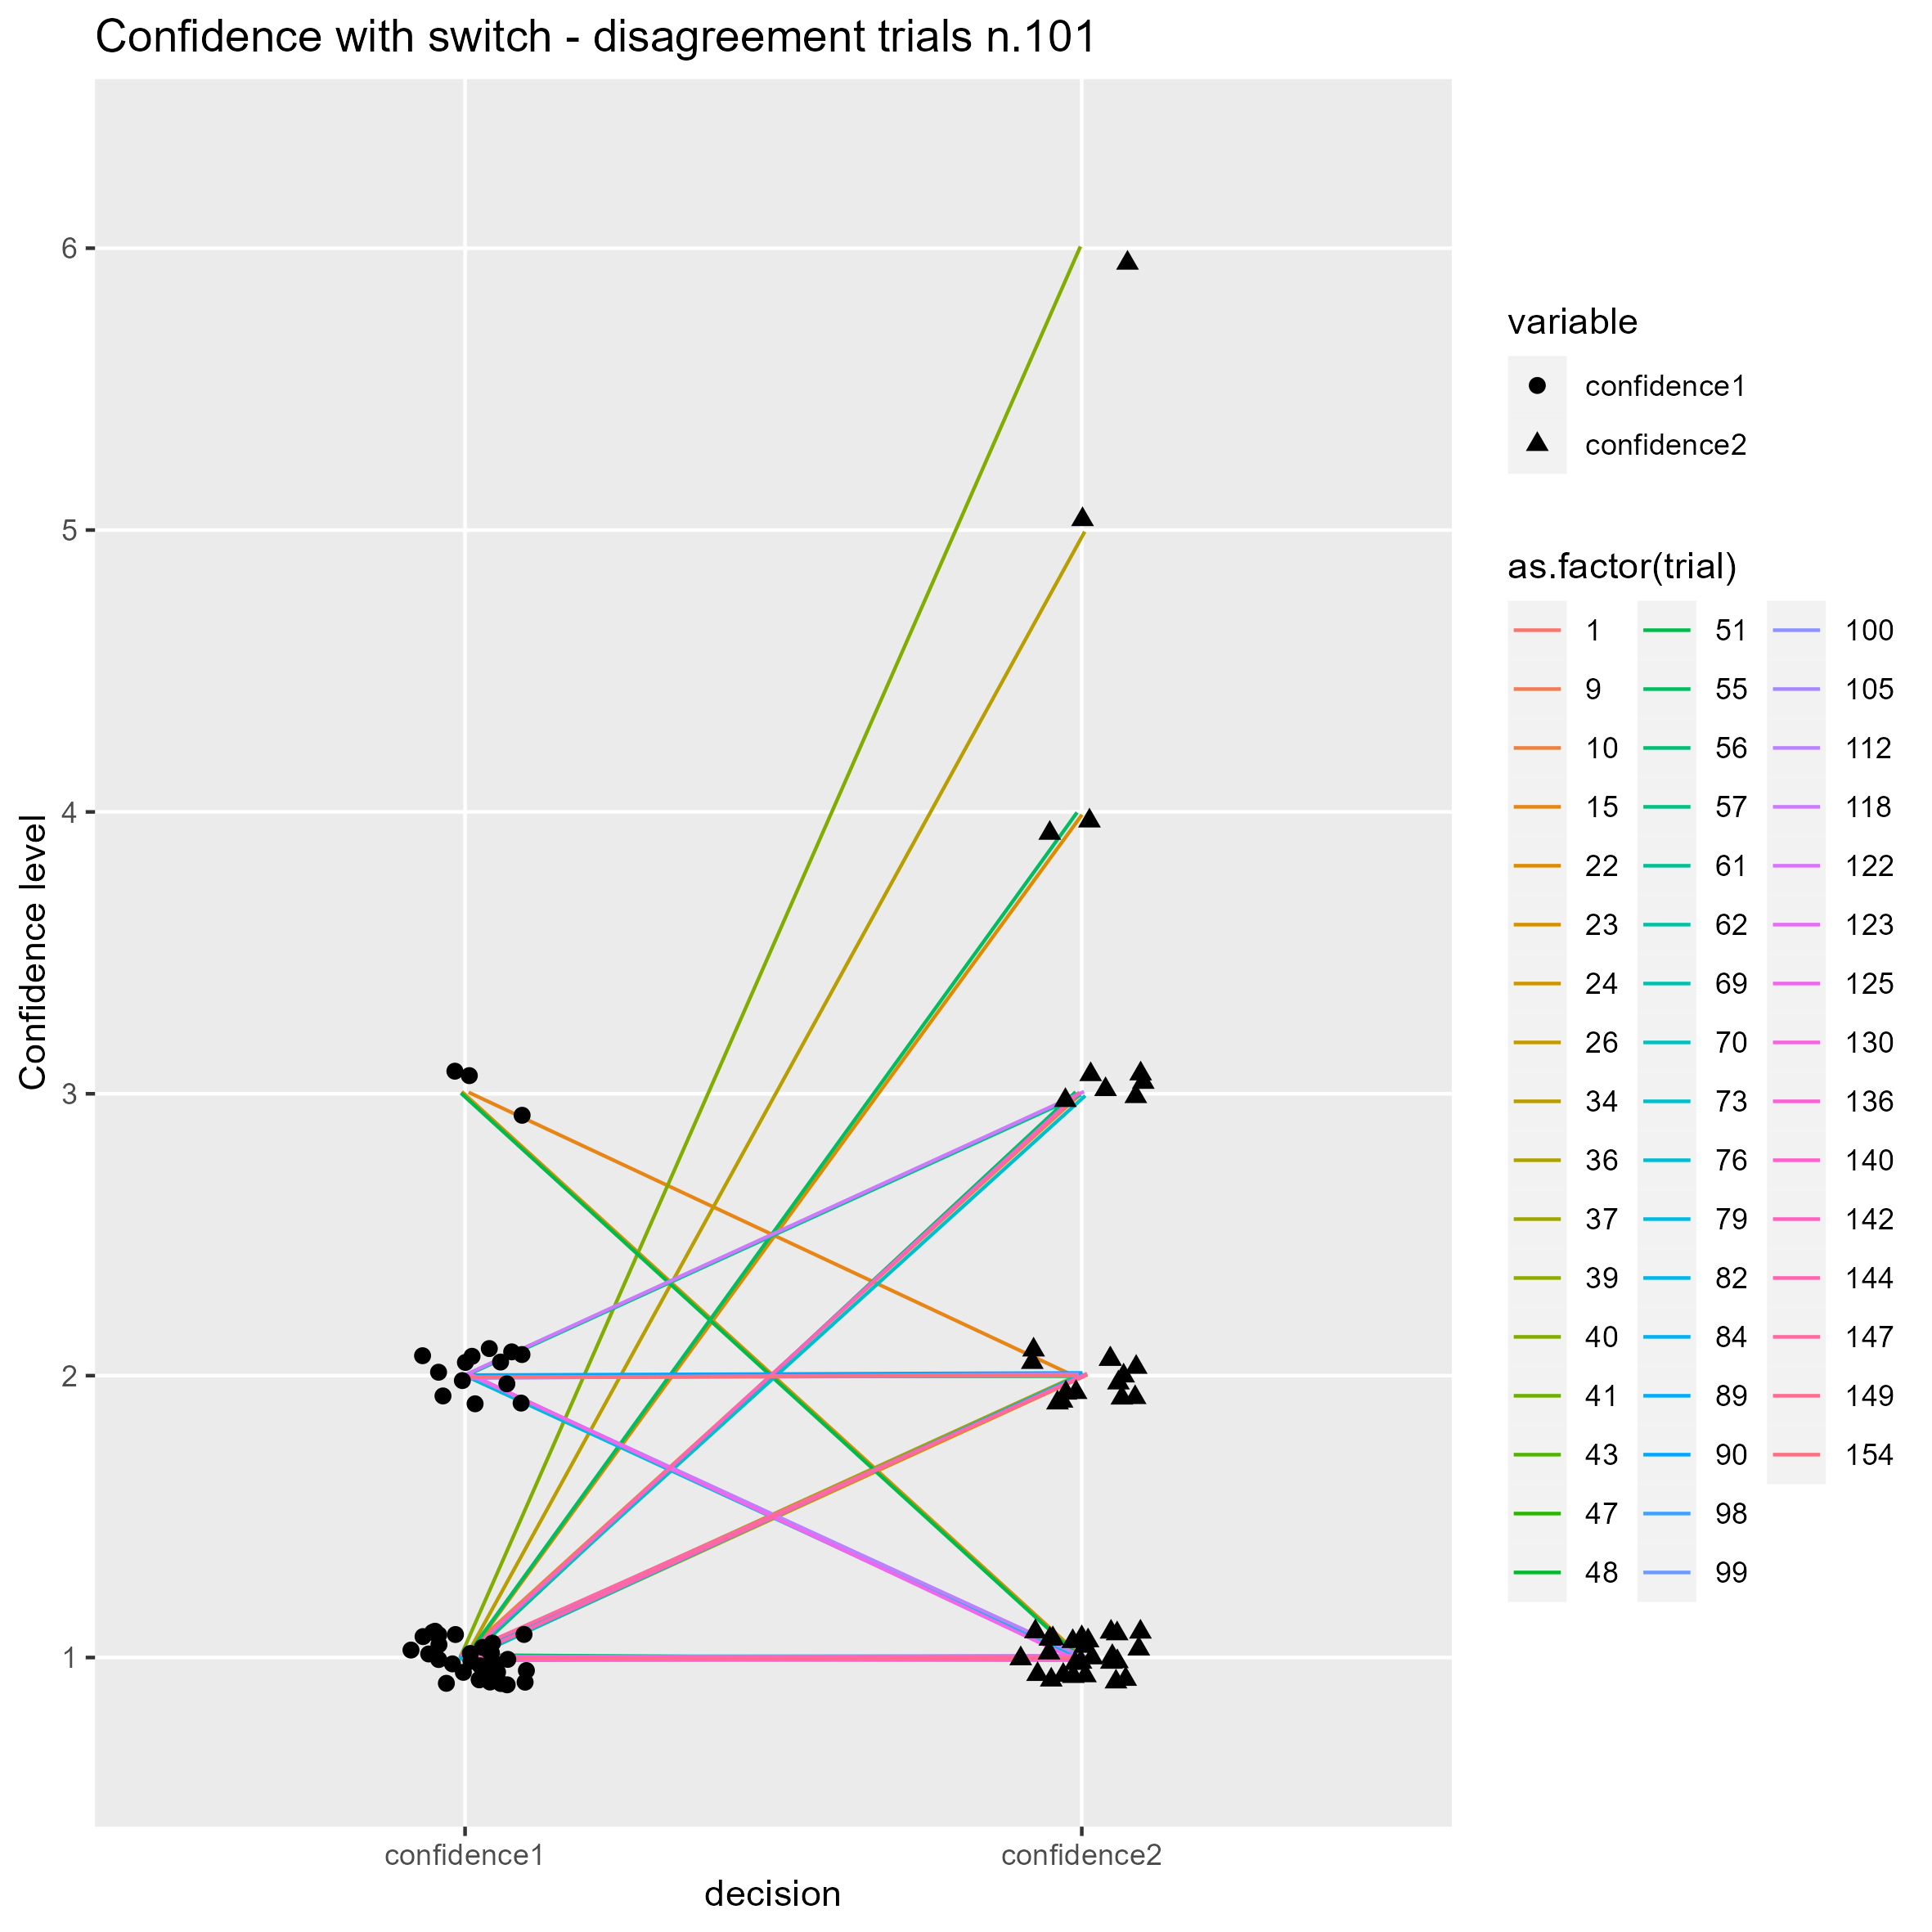 Confidence with switch - disagreement trials n.101
Confidence level
6
5
4
3
2
1
confidence1 confidence2
decision
variable
confidence1
confidence2
as.factor(trial)
1 51 100
9 55 105
10 56 112
15 57 118
22 61 122
23 62 123
24 69 125
26 70 130
34 73 136
36 76 140
37 79 142
39 82 144
40 84 147
41 89 149
43 90 154
47 98
48 99